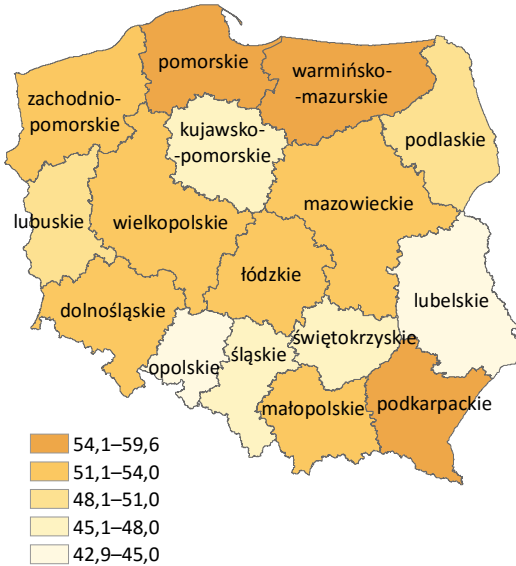 pomorskie
warmińsko-
-mazurskie
zachodnio-
pomorskie
kujawsko-
-pomorskie
podlaskie
lubuskie
wielkopolskie
mazowieckie
łódzkie
lubelskie
dolnośląskie
opolskie
śląskie
świętokrzyskie
małopolskie
podkarpackie
54,1–59,6
51,1–54,0
48,1–51,0
45,1–48,0
42,9–45,0